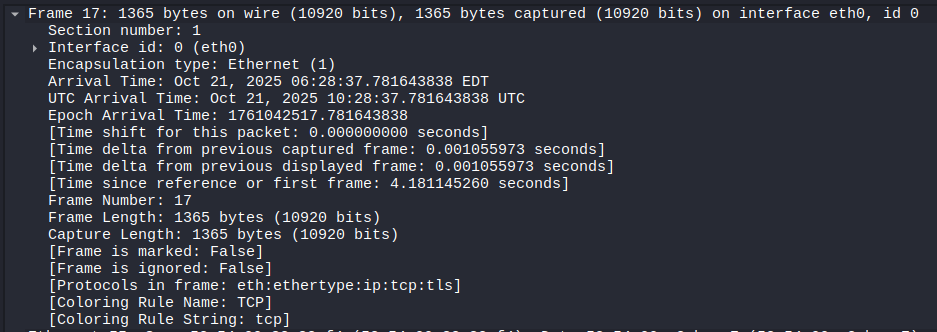 Frame 17: 1365 bytes on wire (10920 bits), 1365 bytes captured (10920 bits) on interface eth0, id 0
Section number: 1
Interface id: 0 (eth0)
Encapsulation type: Ethernet (1)
Arrival Time: Oct 21, 2025 06:28:37.781643838 EDT
UTC Arrival Time: Oct 21, 2025 10:28:37.781643838 UTC
Epoch Arrival Time: 1761042517.781643838
[Time shift for this packet: 0.000000000 seconds]
[Time delta from previous captured frame: 0.001055973 seconds]
[Time delta from previous displayed frame: 0.001055973 seconds]
[Time since reference or first frame: 4.181145260 seconds]
Frame Number: 17
Frame Length: 1365 bytes (10920 bits)
Capture Length: 1365 bytes (10920 bits)
[Frame is marked: False]
[Frame is ignored: False]
[Protocols in frame: eth:ethertype:ip:tcp:tls]
[Coloring Rule Name: TCP]
[Coloring Rule String: tcp]